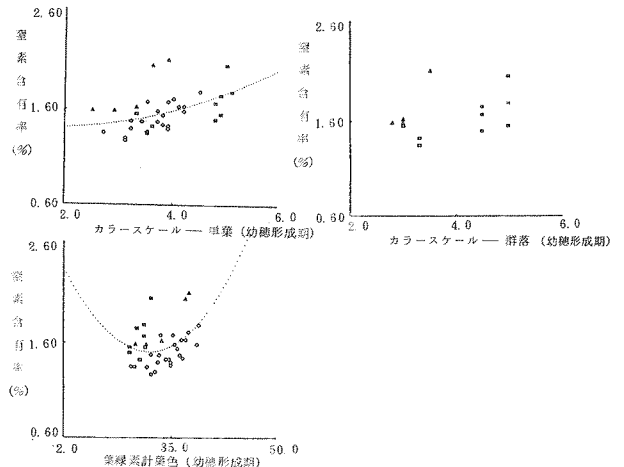 2.60
窒素含有率(%)
1.60
0.60
2.0 4.0 6.0
カラースケール── 単葉 (幼穂形成期)
2.60
窒素含有率(%)
1.60
0.60
2.0 4.0 6.0
カラースケール── 群落 (幼穂形成期)
2.60
窒素含有率(%)
1.60
0.60
2.0 35.0 50.0
葉緑素計葉色 (幼穂形成期)